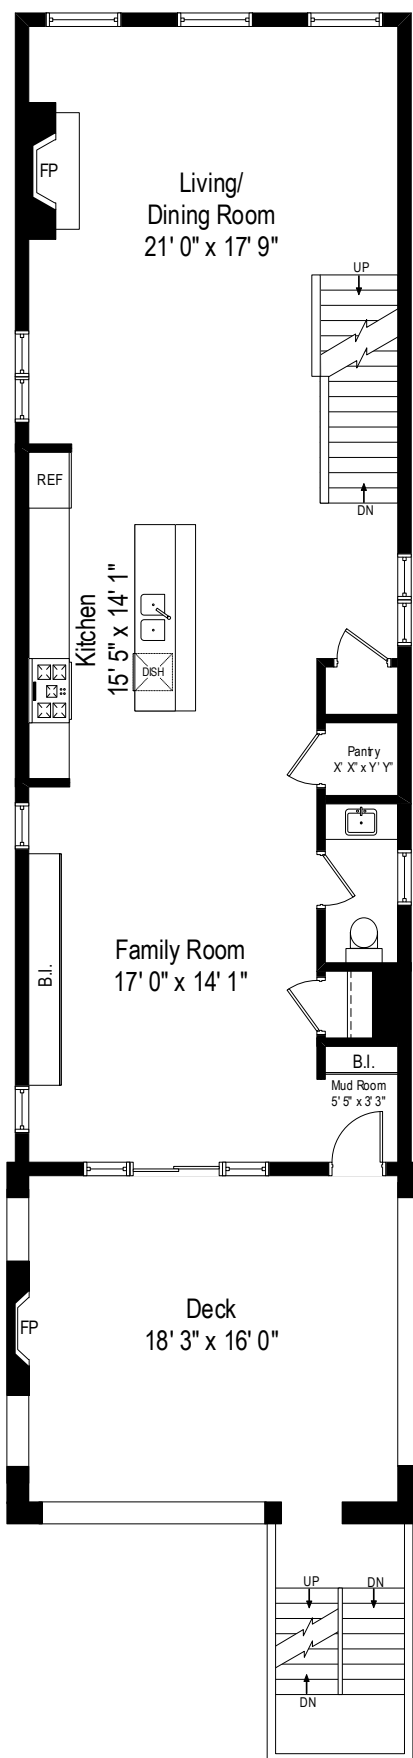 FP
Living/
Dining Room
21' 0" x 17' 9"
UP
REF
DN
Kitchen
15' 5" x 14' 1"
DISH
Pantry
X' X" x Y' Y"
Family Room
17' 0" x 14' 1"
B.I.
B.I.
Mud Room
5' 5" x 3' 3"
Deck
18' 3" x 16' 0"
FP
UP
DN
DN